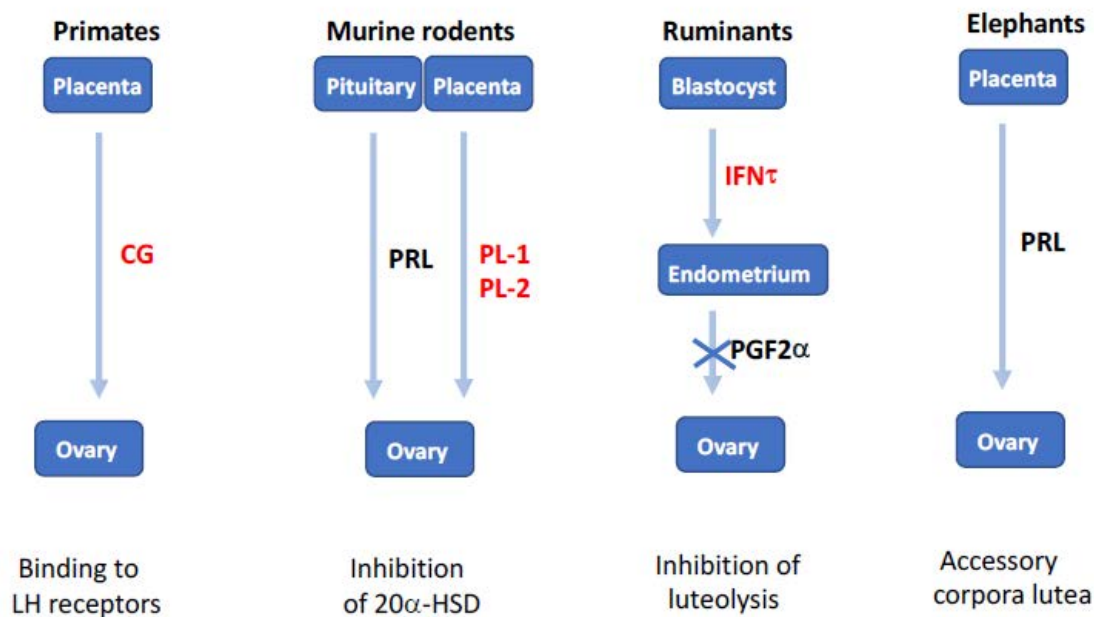 Primates
Placenta
CG
Ovary
Binding to
LH receptors
Murine rodents
Pituitary Placenta
PRL
PL-1
PL-2
Ovary
Inhibition
of 20α-HSD
Ruminants
Blastocyst
IFNτ
Endometrium
PGF2α
Ovary
Inhibition of
luteolysis
Elephants
Placenta
PRL
Ovary
Accessory
corpora lutea